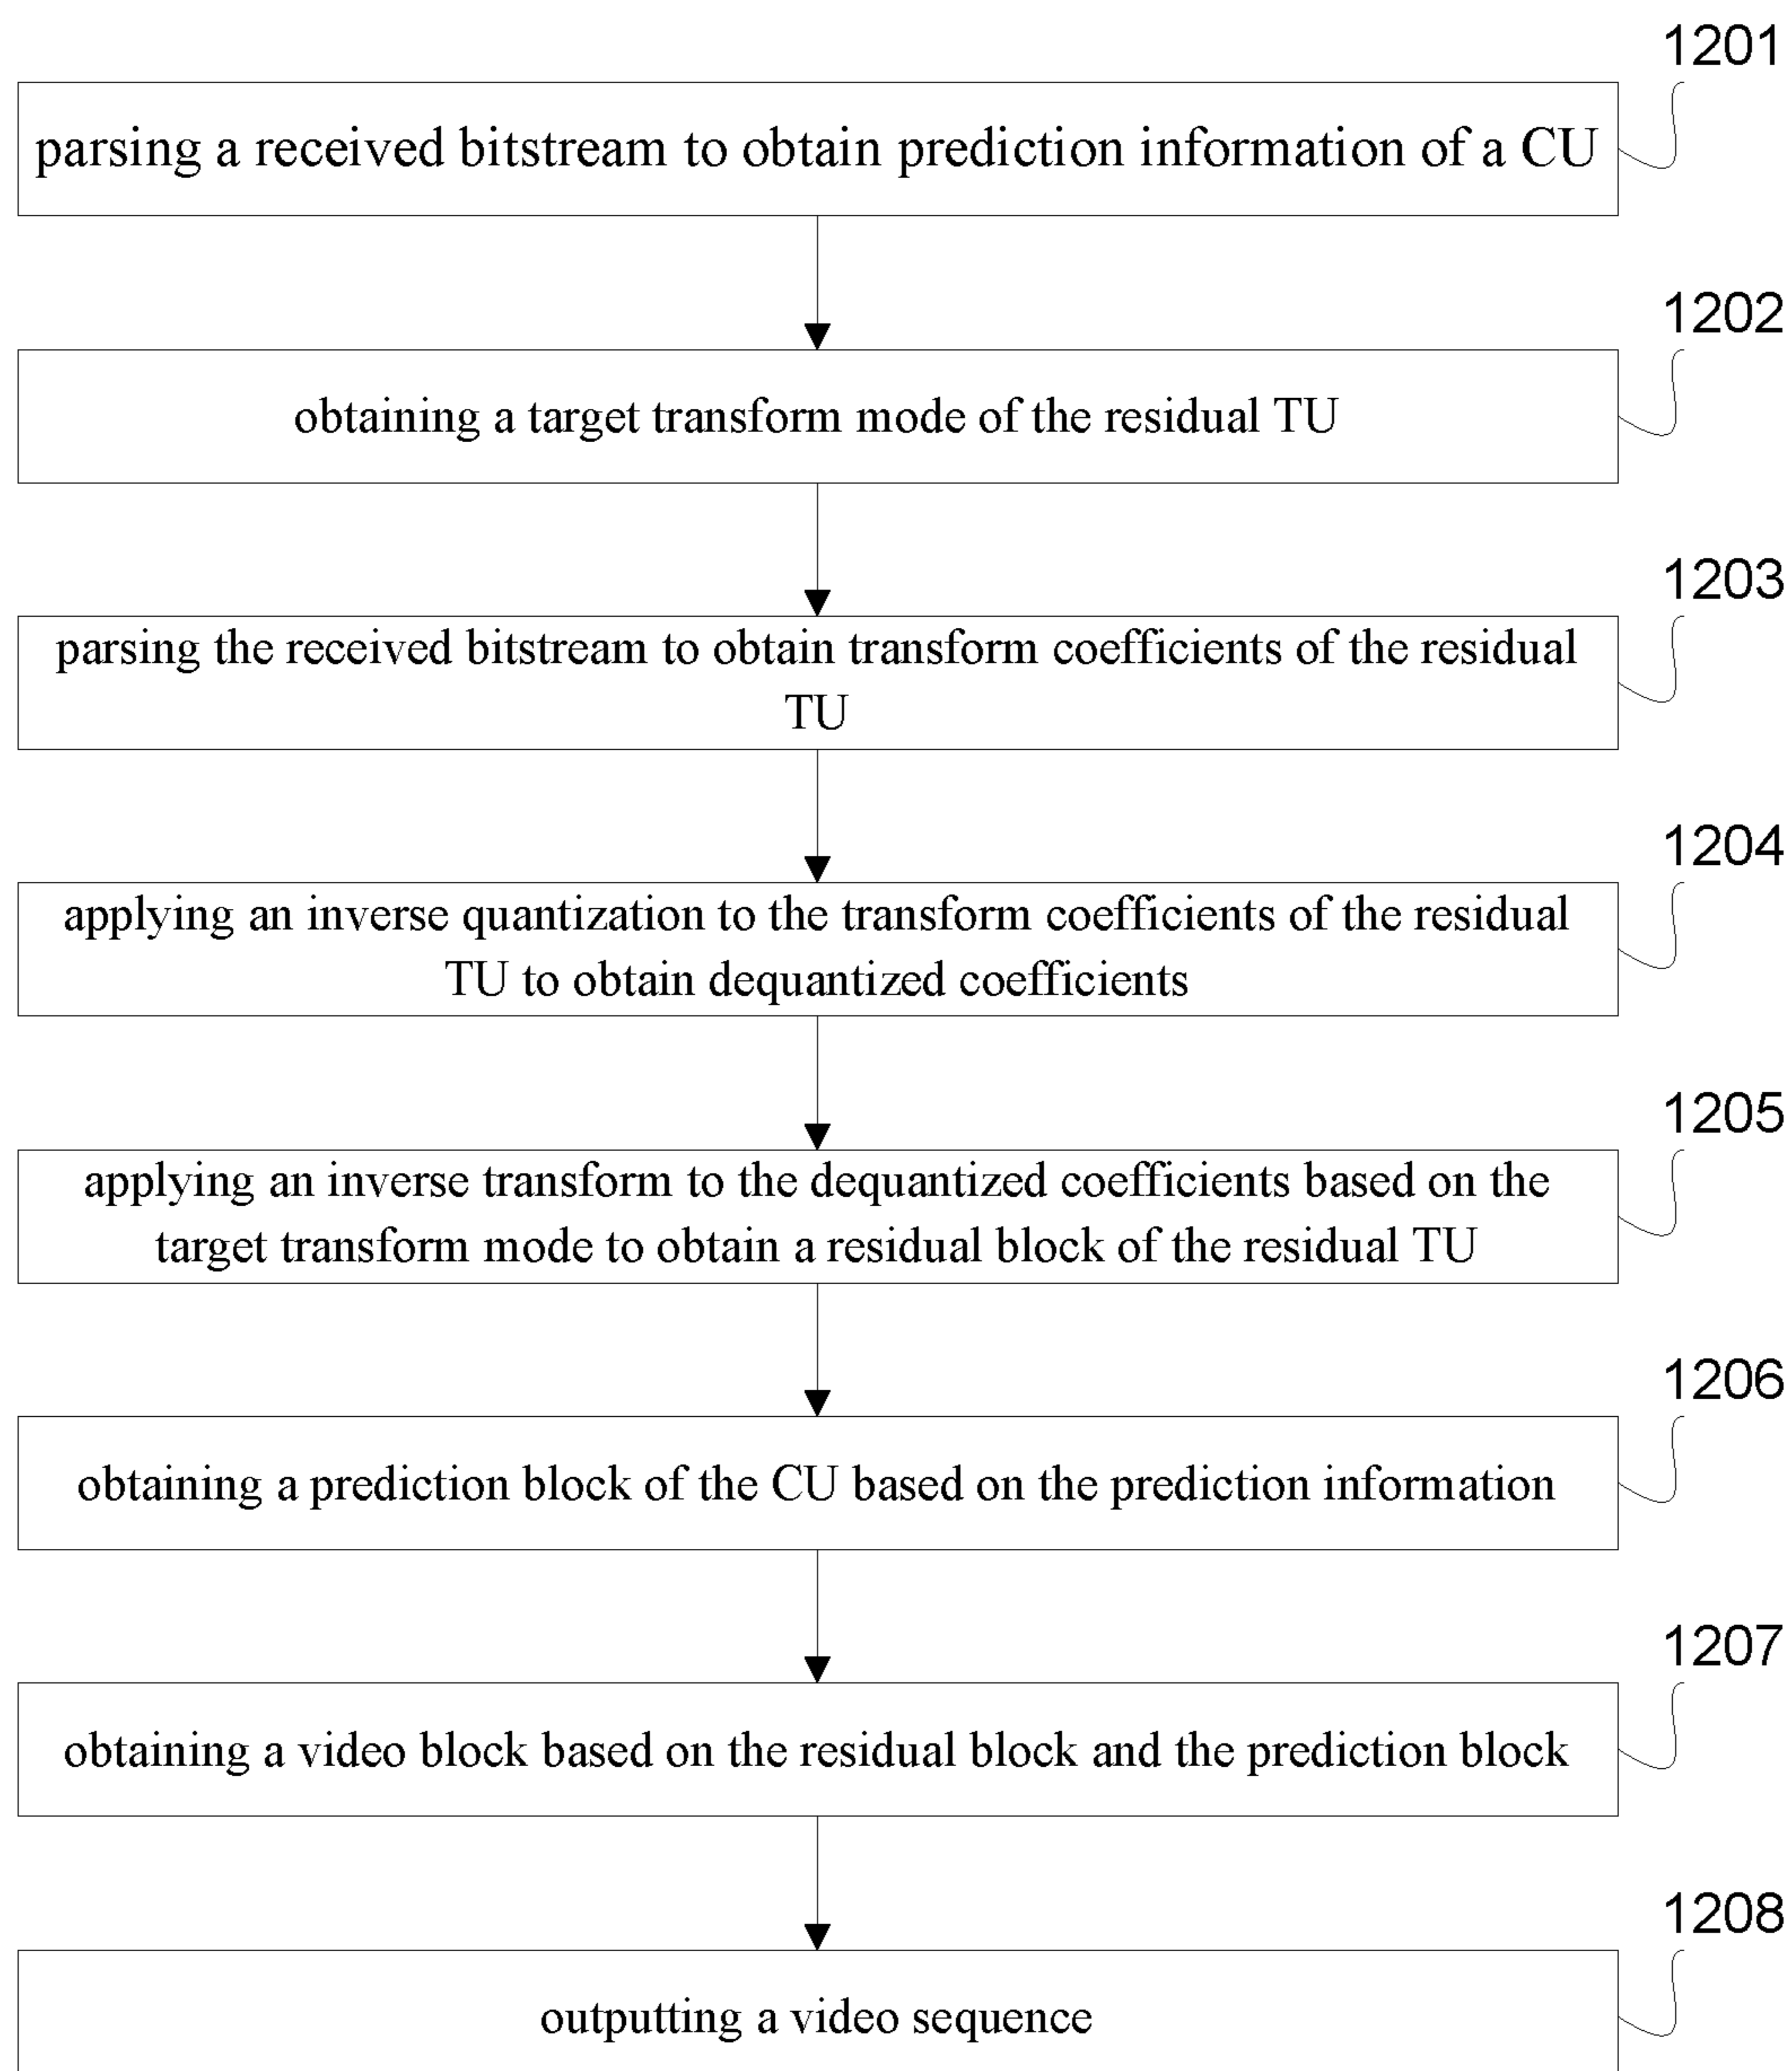 1201
parsing a received bitstream to obtain prediction information of a CU
1202
obtaining a target transform mode of the residual TU
1203
parsing the received bitstream to obtain transform coefficients of the residual
TU
1204
applying an inverse quantization to the transform coefficients of the residual
TU to obtain dequantized coefficients
1205
applying an inverse transform to the dequantized coefficients based on the
target transform mode to obtain a residual block of the residual TU
1206
obtaining a prediction block of the CU based on the prediction information
1207
obtaining a video block based on the residual block and the prediction block
1208
outputting a video sequence